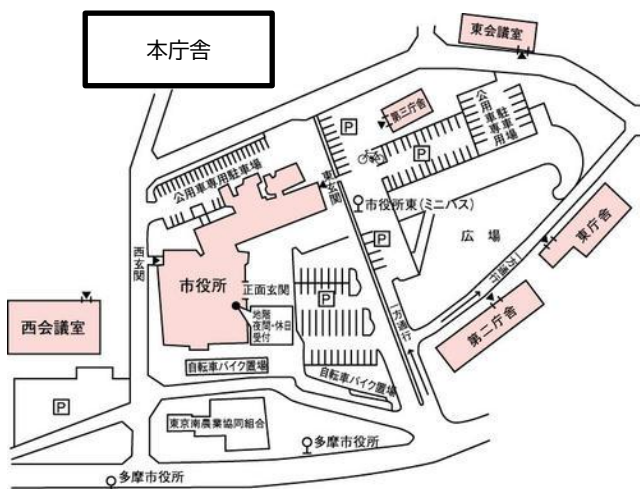 本庁舎
東会議室
第三庁舎
公用車専用駐車場
P
P
公用車専用駐車場
東玄関
市役所東(ミニバス)
P
広場
東庁舎
一方通行
西玄関
市役所
正面玄関
P
地階
夜間・休日
受付
一方通行
第二庁舎
西会議室
自転車バイク置場
自転車バイク置場
P
東京南農業協同組合
多摩市役所
多摩市役所